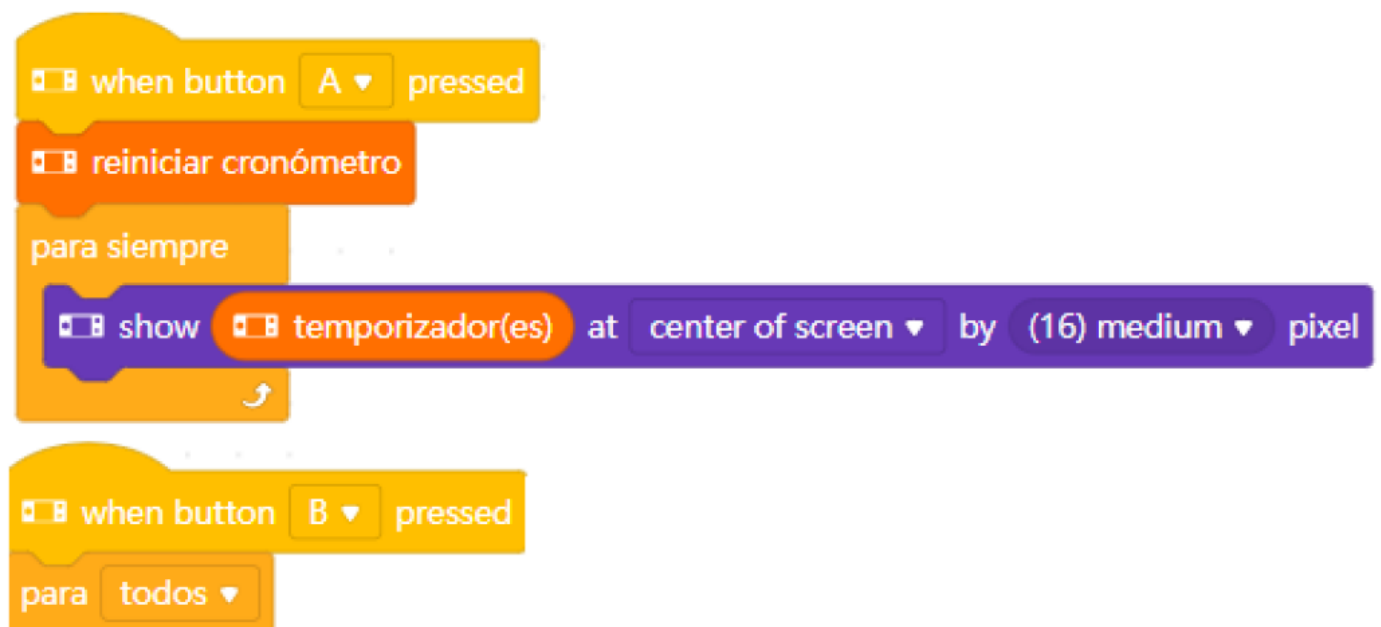 when button A pressed
reiniciar cronómetro
para siempre
show temporizador(es) at center of screen by (16) medium pixel
when button B pressed
para todos